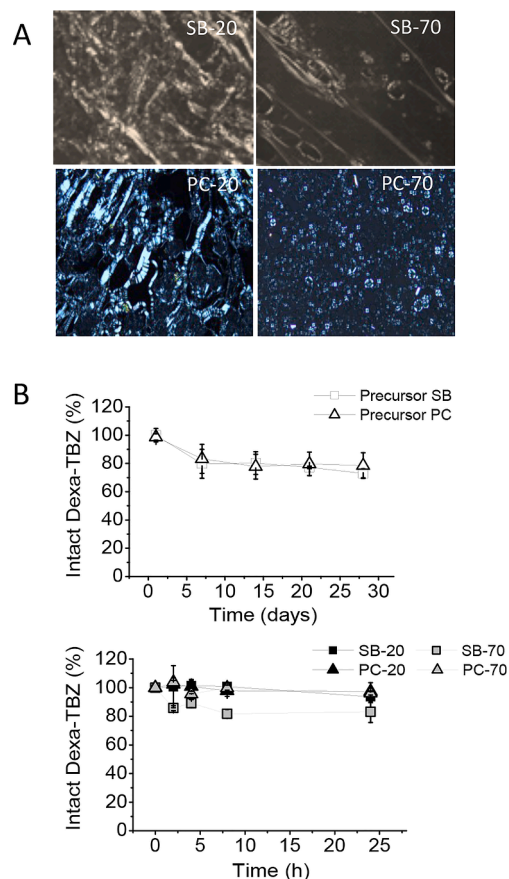 A
SB-20
SB-70
PC-20
PC-70
B
Precursor SB
Precursor PC
120
100
80
60
40
20
0
Intact Dexa-TBZ (%)
0 5 10 15 20 25 30
Time (days)
SB-20 SB-70
PC-20 PC-70
120
100
80
60
40
20
0
Intact Dexa-TBZ (%)
0 5 10 15 20 25
Time (h)